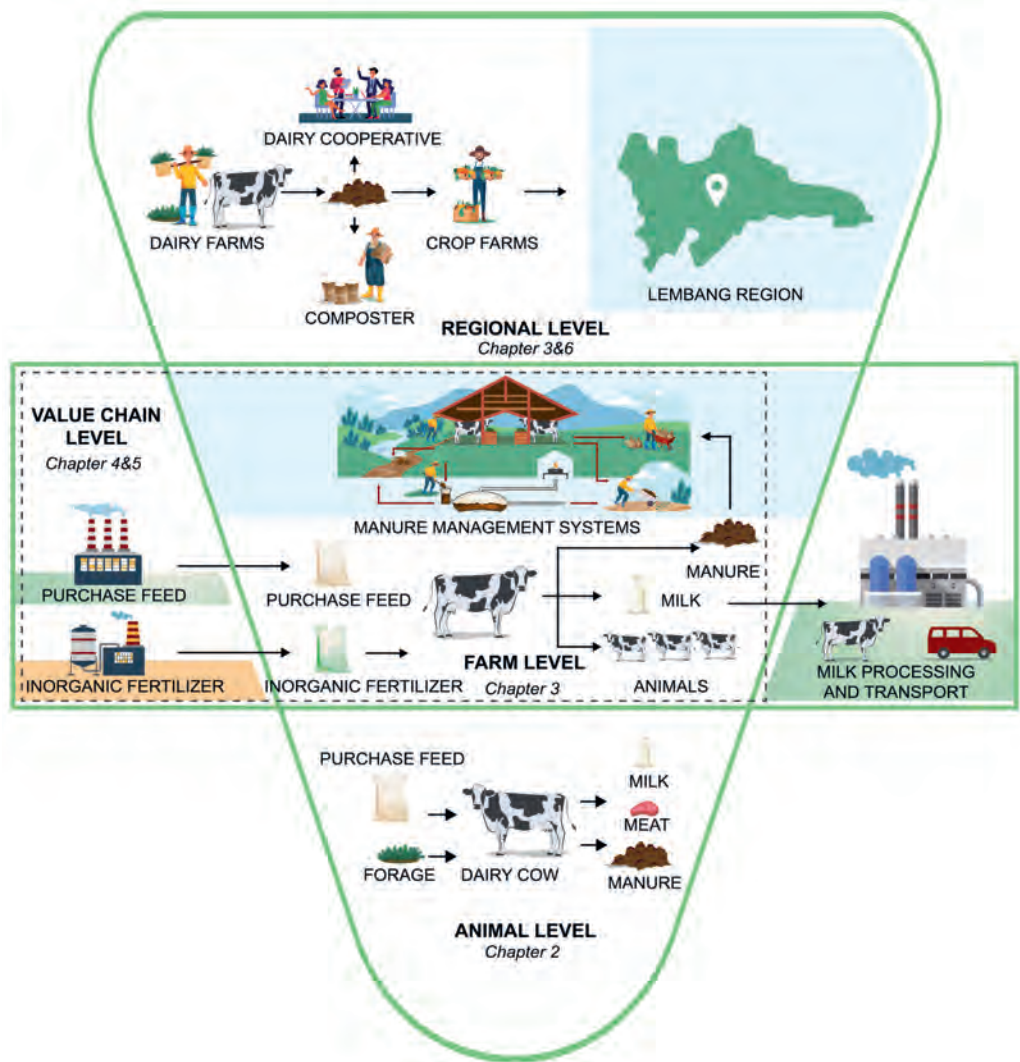 DAIRY COOPERATIVE
DAIRY FARMS
CROP FARMS
COMPOSTER
LEMBANG REGION
REGIONAL LEVEL
Chapter 3&6
VALUE CHAIN
LEVEL
Chapter 4&5
MANURE MANAGEMENT SYSTEMS
MANURE
PURCHASE FEED
PURCHASE FEED
MILK
FARM LEVEL
Chapter 3
INORGANIC FERTILIZER
INORGANIC FERTILIZER
ANIMALS
MILK PROCESSING
AND TRANSPORT
PURCHASE FEED
MILK
MEAT
FORAGE
DAIRY COW
MANURE
ANIMAL LEVEL
Chapter 2